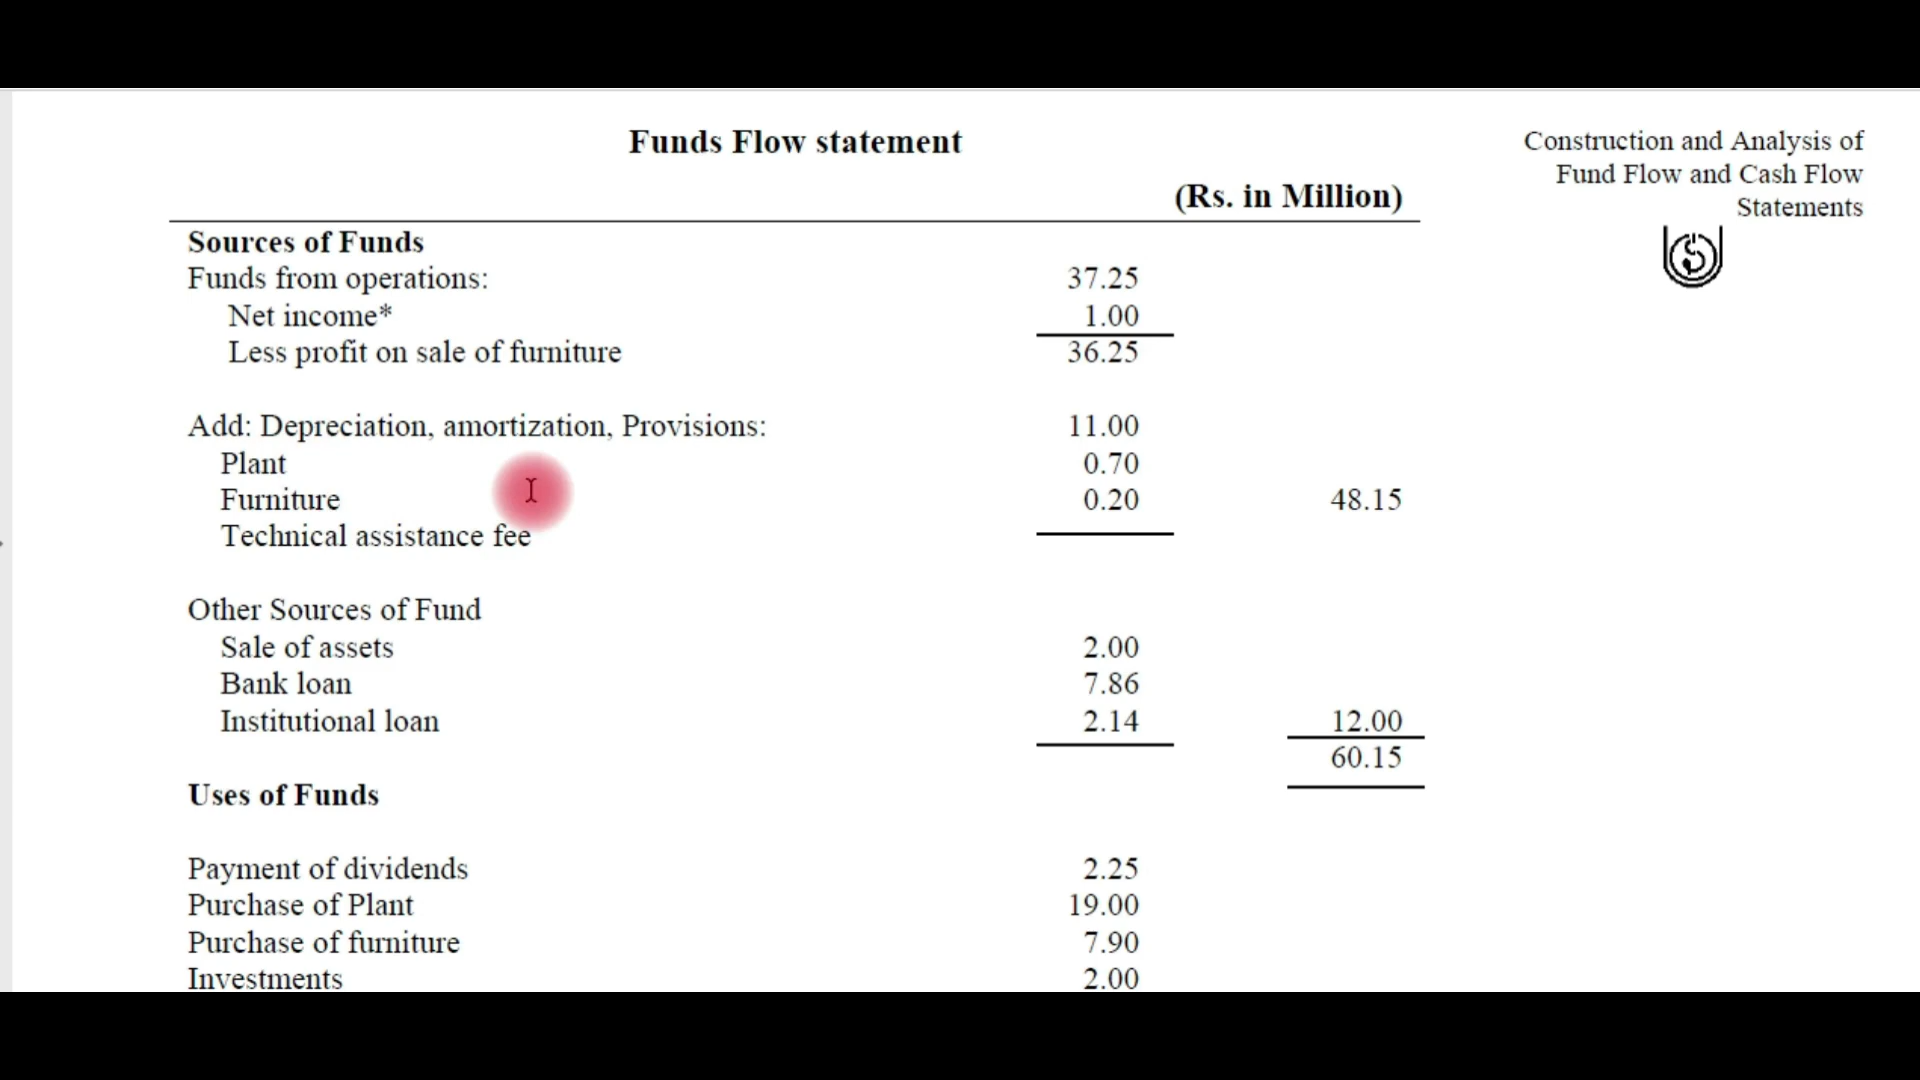 Funds Flow statement
Construction and Analysis of
Fund Flow and Cash Flow
Statements
(Rs. in Million)
Sources of Funds
Funds from operations: 37.25
Net income* 1.00
Less profit on sale of furniture 36.25
Add: Depreciation, amortization, Provisions: 11.00
Plant 0.70
Furniture 0.20 48.15
Technical assistance fee
Other Sources of Fund
Sale of assets 2.00
Bank loan 7.86
Institutional loan 2.14 12.00
60.15
Uses of Funds
Payment of dividends 2.25
Purchase of Plant 19.00
Purchase of furniture 7.90
Investments 2.00